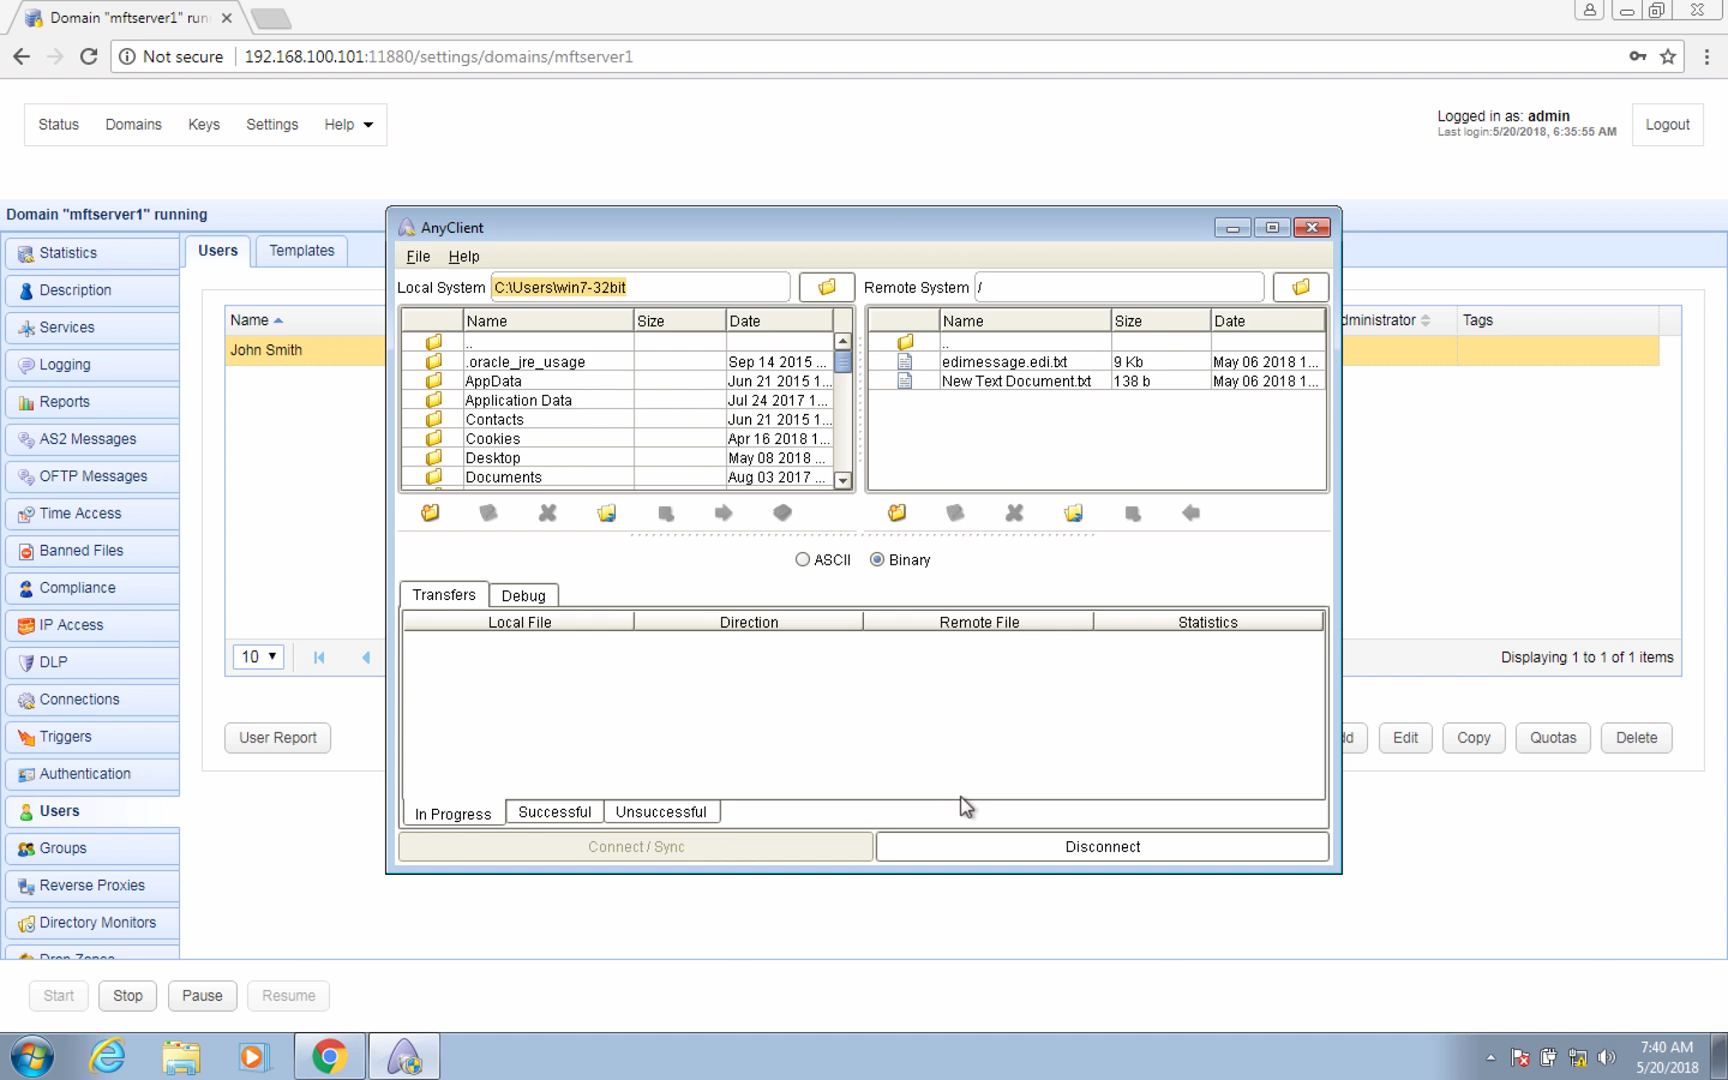 Domain "mftserver1" run
Not secure 192.168.100.101:11880/settings/domains/mftserver1
Status Domains Keys Settings Help
Logged in as: admin
Last login:5/20/2018, 6:35:55 AM
Logout
Domain "mftserver1" running
Statistics
Description
Services
Logging
Reports
AS2 Messages
OFTP Messages
Time Access
Banned Files
Compliance
IP Access
DLP
Connections
Triggers
Authentication
Users
Groups
Reverse Proxies
Directory Monitors
Drop Zones
Users Templates
Name
John Smith
10
User Report
AnyClient
File Help
Local System C:\Users\win7-32bit
Remote System /
Name Size Date
..
.oracle_jre_usage Sep 14 2015 ...
AppData Jun 21 2015 1...
Application Data Jul 24 2017 1...
Contacts Jun 21 2015 1...
Cookies Apr 16 2018 1...
Desktop May 08 2018 ...
Documents Aug 03 2017 ...
Name Size Date
..
edimessage.edi.txt 9 Kb May 06 2018 1...
New Text Document.txt 138 b May 06 2018 1...
ASCII Binary
Transfers Debug
Local File Direction Remote File Statistics
In Progress Successful Unsuccessful
Connect / Sync Disconnect
dministrator Tags
Displaying 1 to 1 of 1 items
dd Edit Copy Quotas Delete
Start Stop Pause Resume
7:40 AM
5/20/2018